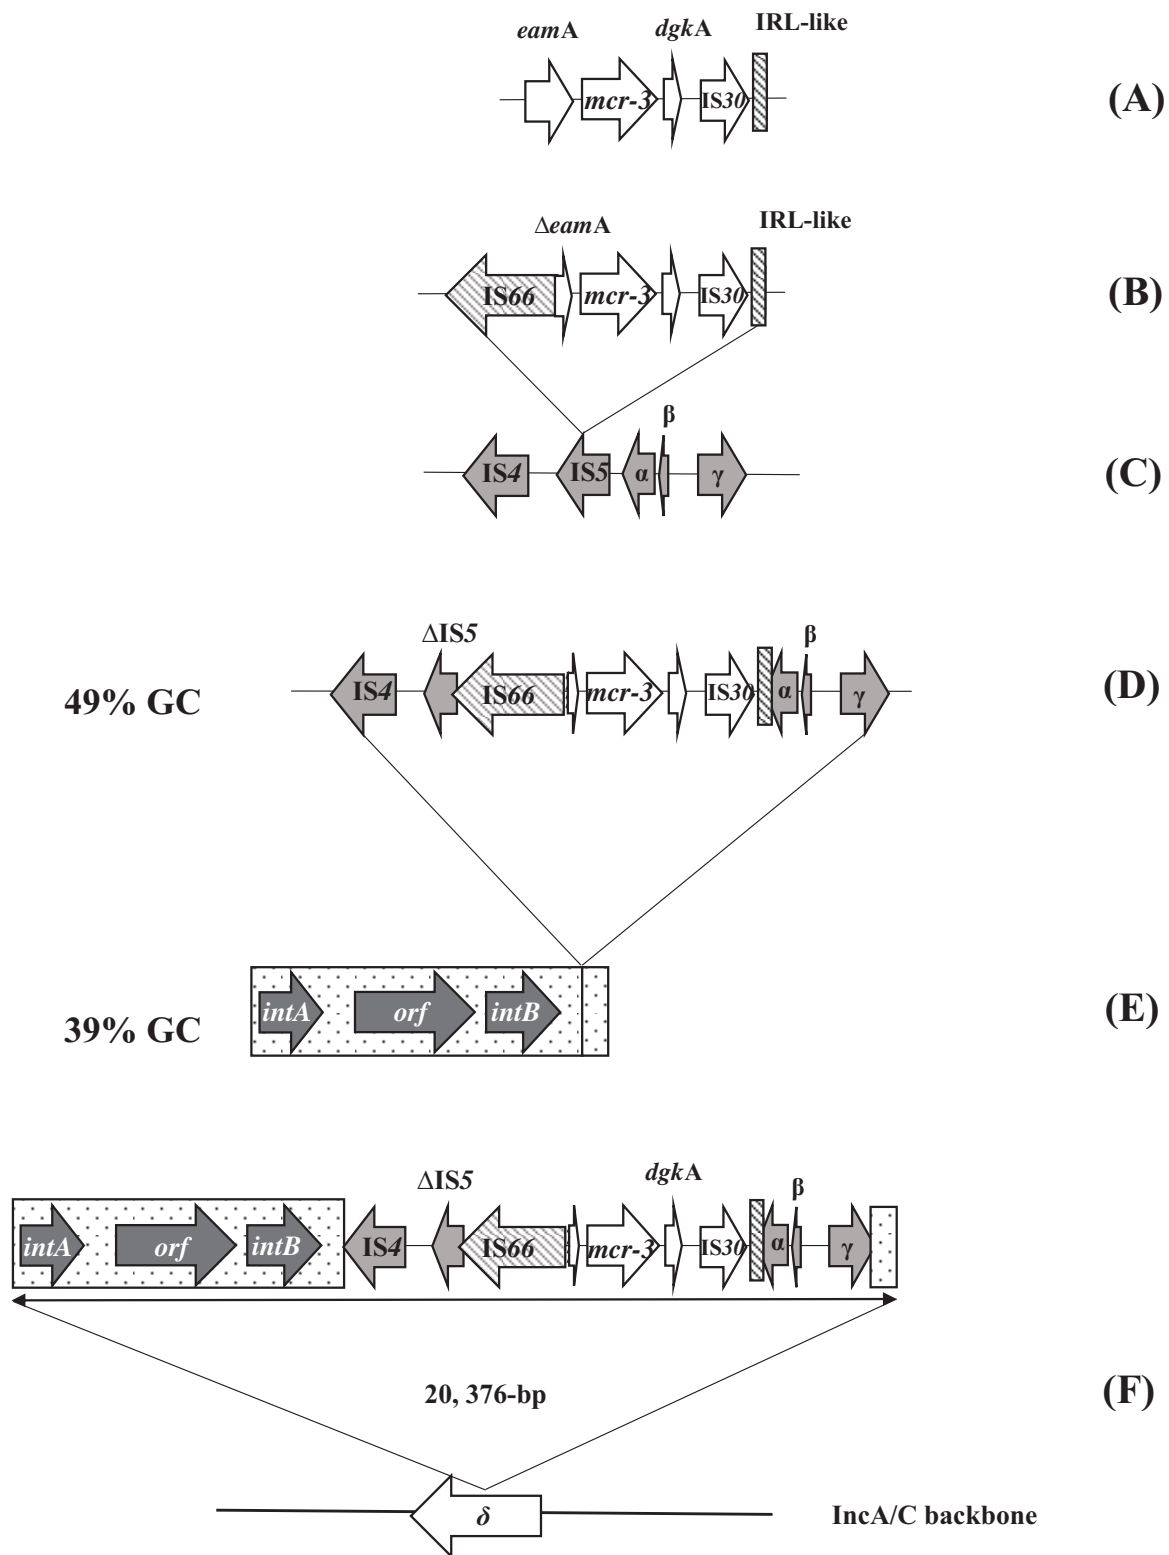 eamA dgkA IRL-like
mcr-3 IS30 (A)
ΔeamA IRL-like
IS66 mcr-3 IS30 (B)
β
IS4 IS5 α γ (C)
ΔIS5 β
49% GC IS4 IS66 mcr-3 IS30 α γ (D)
39% GC intA orf intB (E)
ΔIS5 dgkA β
intA orf intB IS4 IS66 mcr-3 IS30 α γ
20, 376-bp (F)
δ IncA/C backbone